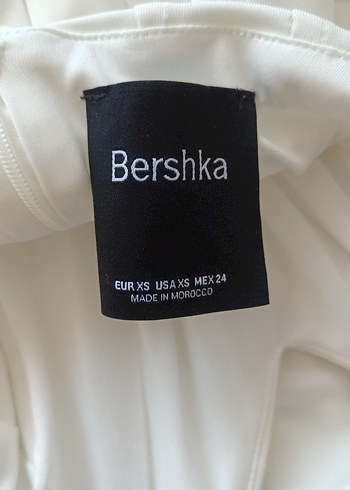 Bershka
EUR XS USA XS MEX 24
MADE IN MOROCCO